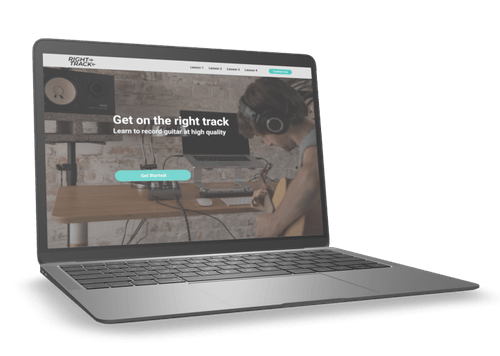 RIGHT
TRACK
Lesson 1 Lesson 2 Lesson 3 Lesson 4
Get on the right track
Learn to record guitar at high quality
Get Started